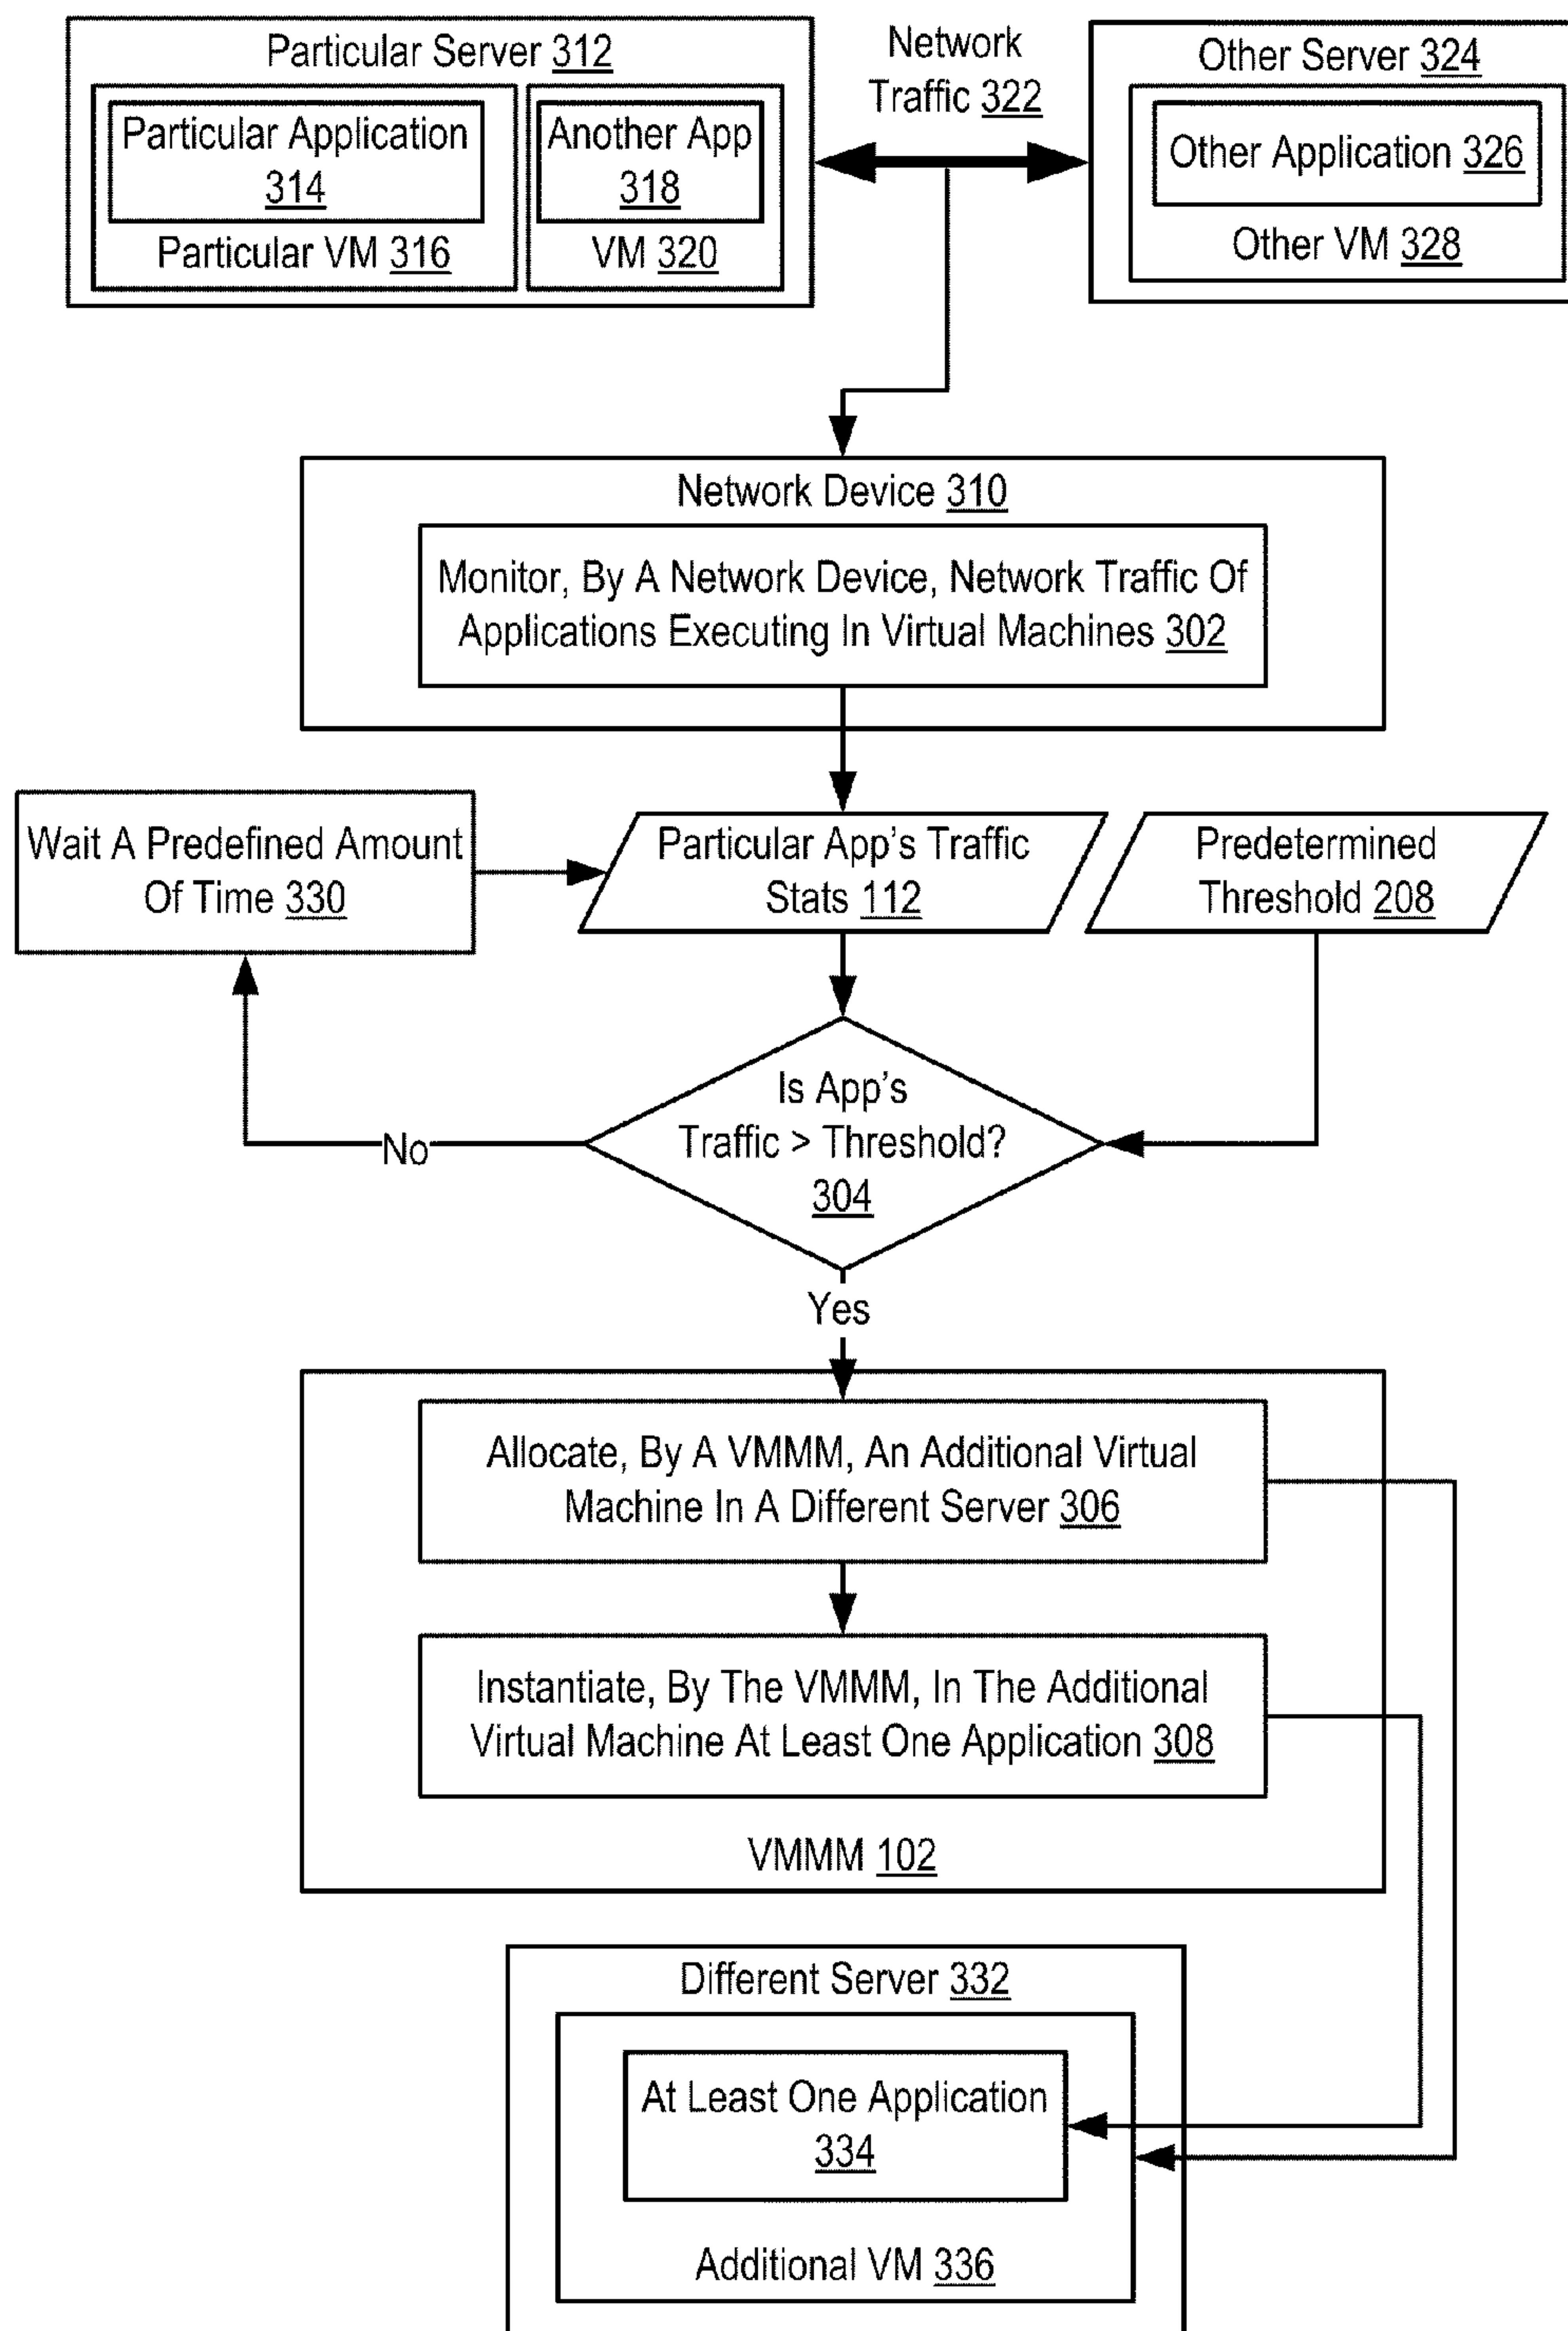 Particular Server 312
Particular Application
314
Particular VM 316
Another App
318
VM 320
Network
Traffic 322
Other Server 324
Other Application 326
Other VM 328
Network Device 310
Monitor, By A Network Device, Network Traffic Of
Applications Executing In Virtual Machines 302
Wait A Predefined Amount
Of Time 330
Particular App's Traffic
Stats 112
Predetermined
Threshold 208
Is App's
Traffic > Threshold?
304
No
Yes
Allocate, By A VMMM, An Additional Virtual
Machine In A Different Server 306
Instantiate, By The VMMM, In The Additional
Virtual Machine At Least One Application 308
VMMM 102
Different Server 332
At Least One Application
334
Additional VM 336